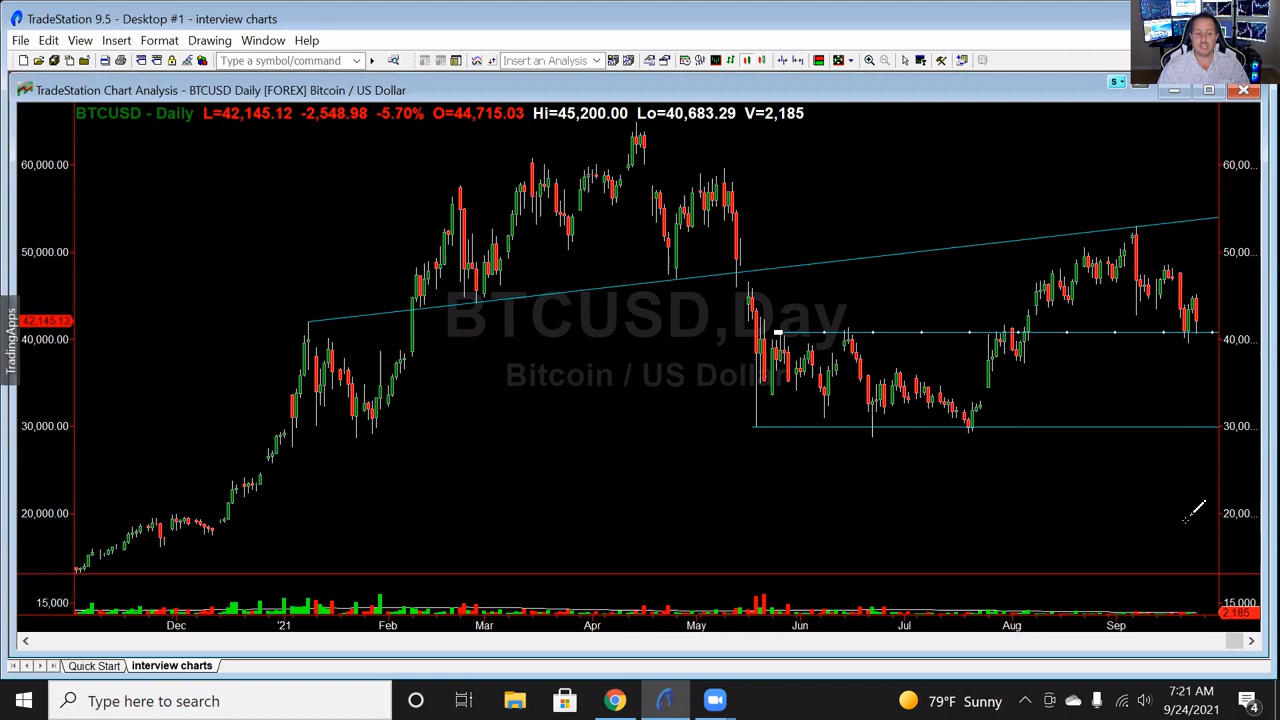 TradeStation 9.5 - Desktop #1 - interview charts
File Edit View Insert Format Drawing Window Help
Type a symbol/command
Insert an Analysis
TradeStation Chart Analysis - BTCUSD Daily [FOREX] Bitcoin / US Dollar
S
BTCUSD - Daily L=42,145.12 -2,548.98 -5.70% O=44,715.03 Hi=45,200.00 Lo=40,683.29 V=2,185
60,000.00 60,00...
50,000.00 50,00...
BTCUSD,Day
42,145.12
40,000.00 40,00...
Bitcoin / US Dollar
TradingApps
30,000.00 30,00...
20,000.00 20,00...
15,000 15,000
2,185
Dec '21 Feb Mar Apr May Jun Jul Aug Sep
Quick Start interview charts
Type here to search
79°F Sunny
7:21 AM
9/24/2021
4